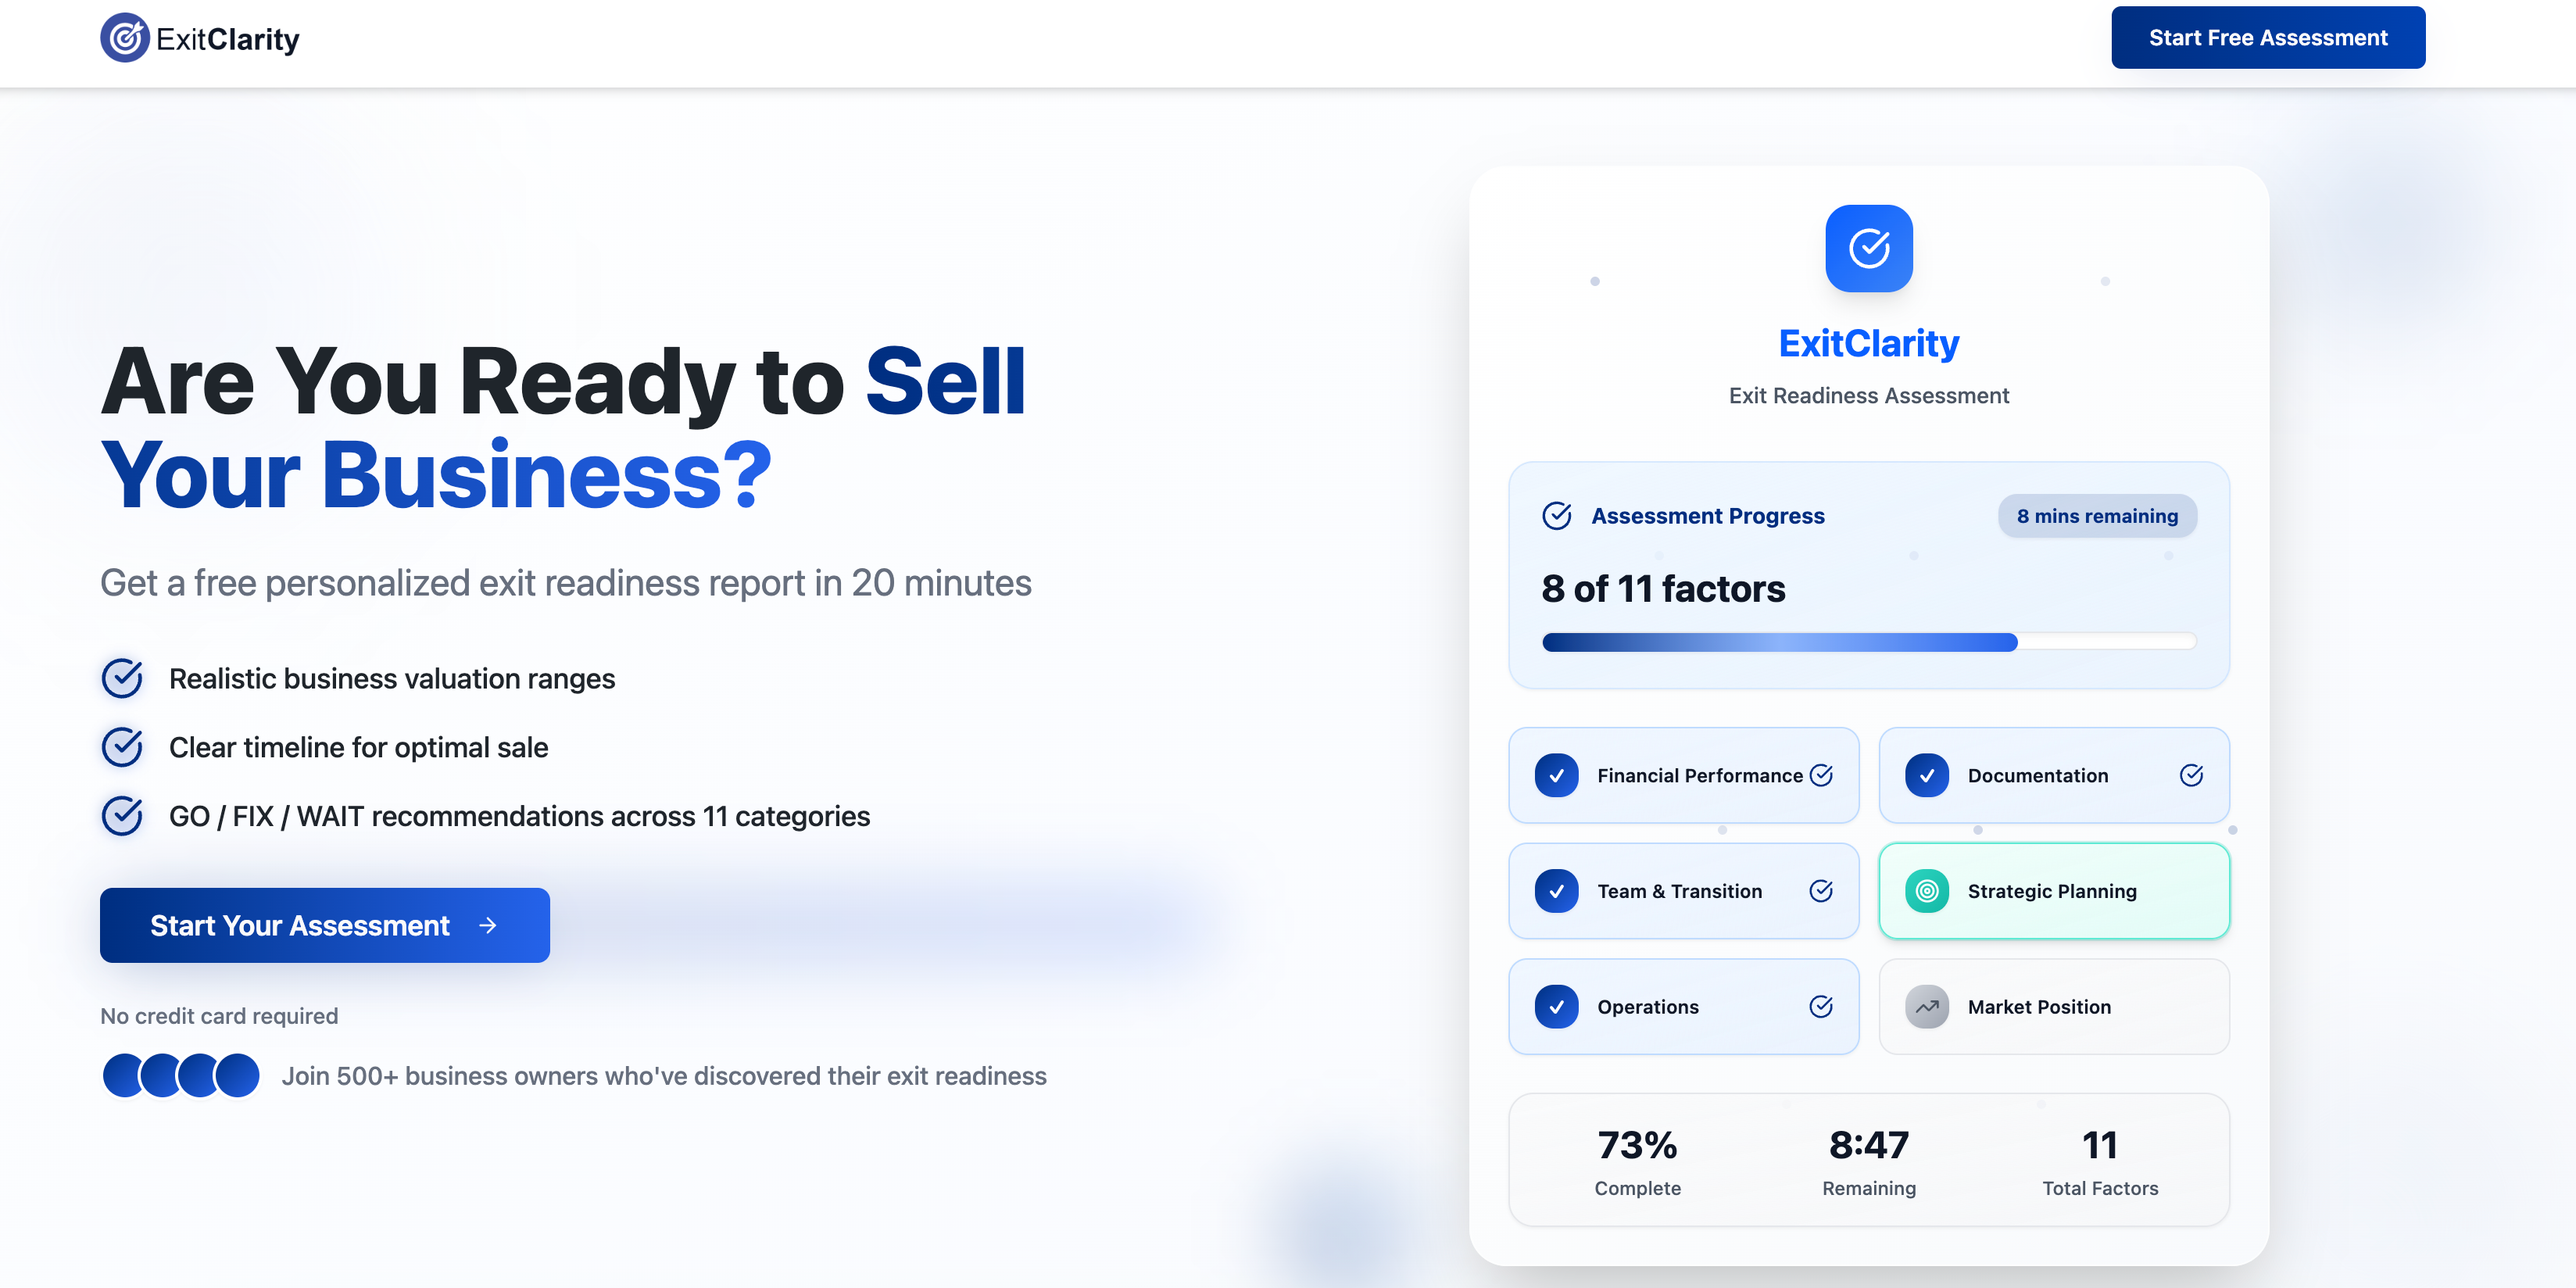 ExitClarity
Start Free Assessment
Are You Ready to Sell
Your Business?
Get a free personalized exit readiness report in 20 minutes
Realistic business valuation ranges
Clear timeline for optimal sale
GO / FIX / WAIT recommendations across 11 categories
Start Your Assessment
No credit card required
Join 500+ business owners who've discovered their exit readiness
ExitClarity
Exit Readiness Assessment
Assessment Progress
8 mins remaining
8 of 11 factors
Financial Performance
Documentation
Team & Transition
Strategic Planning
Operations
Market Position
73%
Complete
8:47
Remaining
11
Total Factors